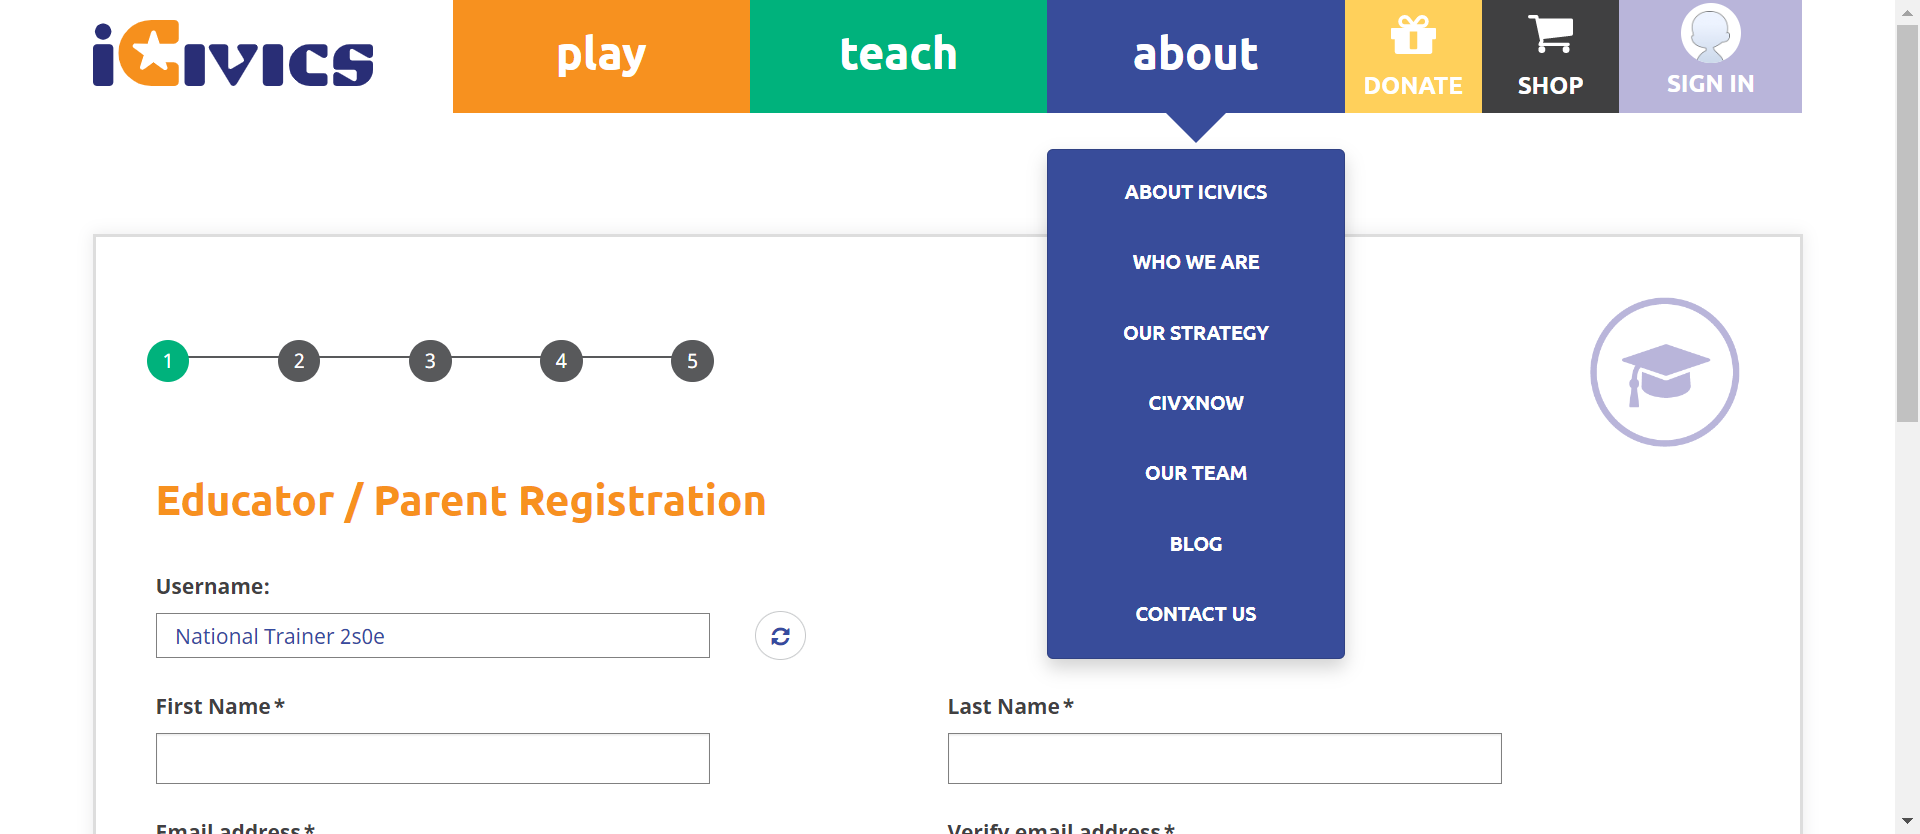 iCivics
play
teach
about
DONATE
SHOP
SIGN IN
ABOUT ICIVICS
WHO WE ARE
OUR STRATEGY
CIVXNOW
OUR TEAM
BLOG
CONTACT US
1 2 3 4 5
Educator / Parent Registration
Username:
National Trainer 2s0e
First Name*
Last Name*
Email address*
Verify email address*